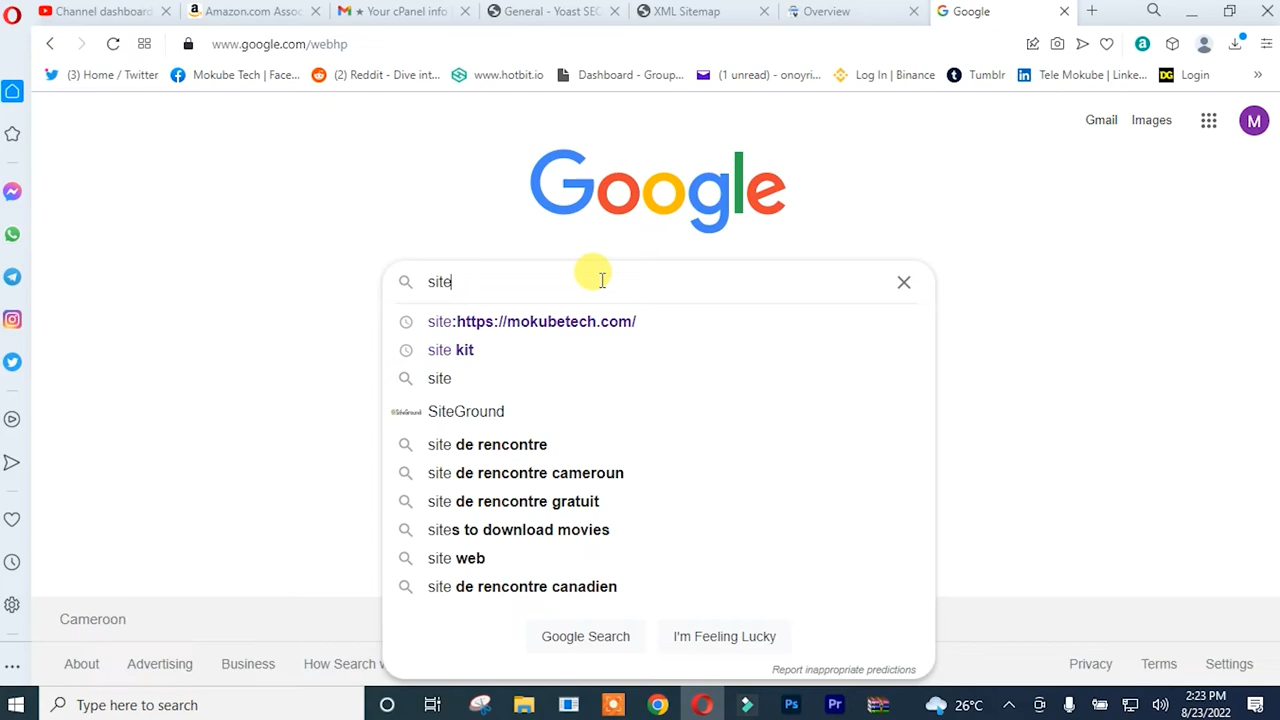 Channel dashboard
Amazon.com Assoc
★ Your cPanel info
General - Yoast SEC
XML Sitemap
Overview
Google
www.google.com/webhp
(3) Home / Twitter
Mokube Tech | Face...
(2) Reddit - Dive int...
www.hotbit.io
Dashboard - Group...
(1 unread) - onoyri...
Log In | Binance
Tumblr
Tele Mokube | Linke...
DG Login
»
Gmail
Images
M
Google
site
site:https://mokubetech.com/
site kit
site
SiteGround
site de rencontre
site de rencontre cameroun
site de rencontre gratuit
sites to download movies
site web
site de rencontre canadien
Google Search
I'm Feeling Lucky
Report inappropriate predictions
Cameroon
About
Advertising
Business
How Search
Privacy
Terms
Settings
Type here to search
Ps
Pr
26°C
2:23 PM
8/23/2022